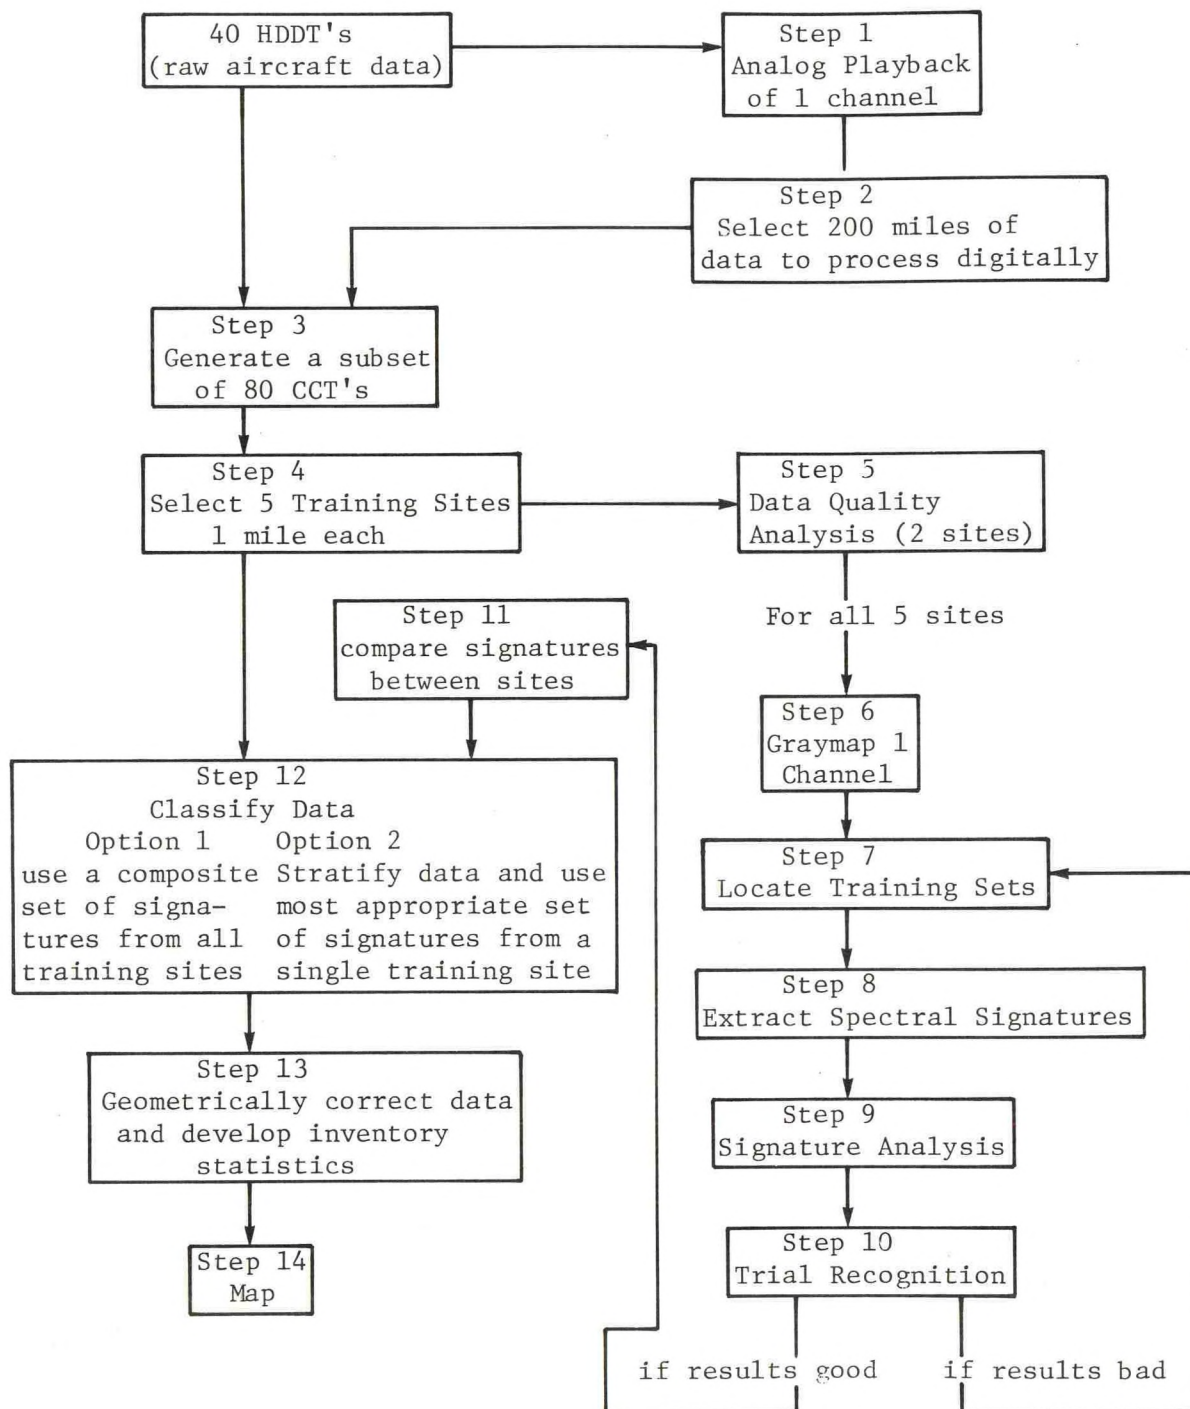 40 HDDT's
(raw aircraft data)
Step 1
Analog Playback
of 1 channel
Step 2
Select 200 miles of
data to process digitally
Step 3
Generate a subset
of 80 CCT's
Step 4
Select 5 Training Sites
1 mile each
Step 5
Data Quality
Analysis (2 sites)
For all 5 sites
Step 6
Graymap 1
Channel
Step 7
Locate Training Sets
Step 8
Extract Spectral Signatures
Step 9
Signature Analysis
Step 10
Trial Recognition
if results good
if results bad
Step 11
compare signatures
between sites
Step 12
Classify Data
Option 1
use a composite
set of signa-
tures from all
training sites
Option 2
Stratify data and use
most appropriate set
of signatures from a
single training site
Step 13
Geometrically correct data
and develop inventory
statistics
Step 14
Map